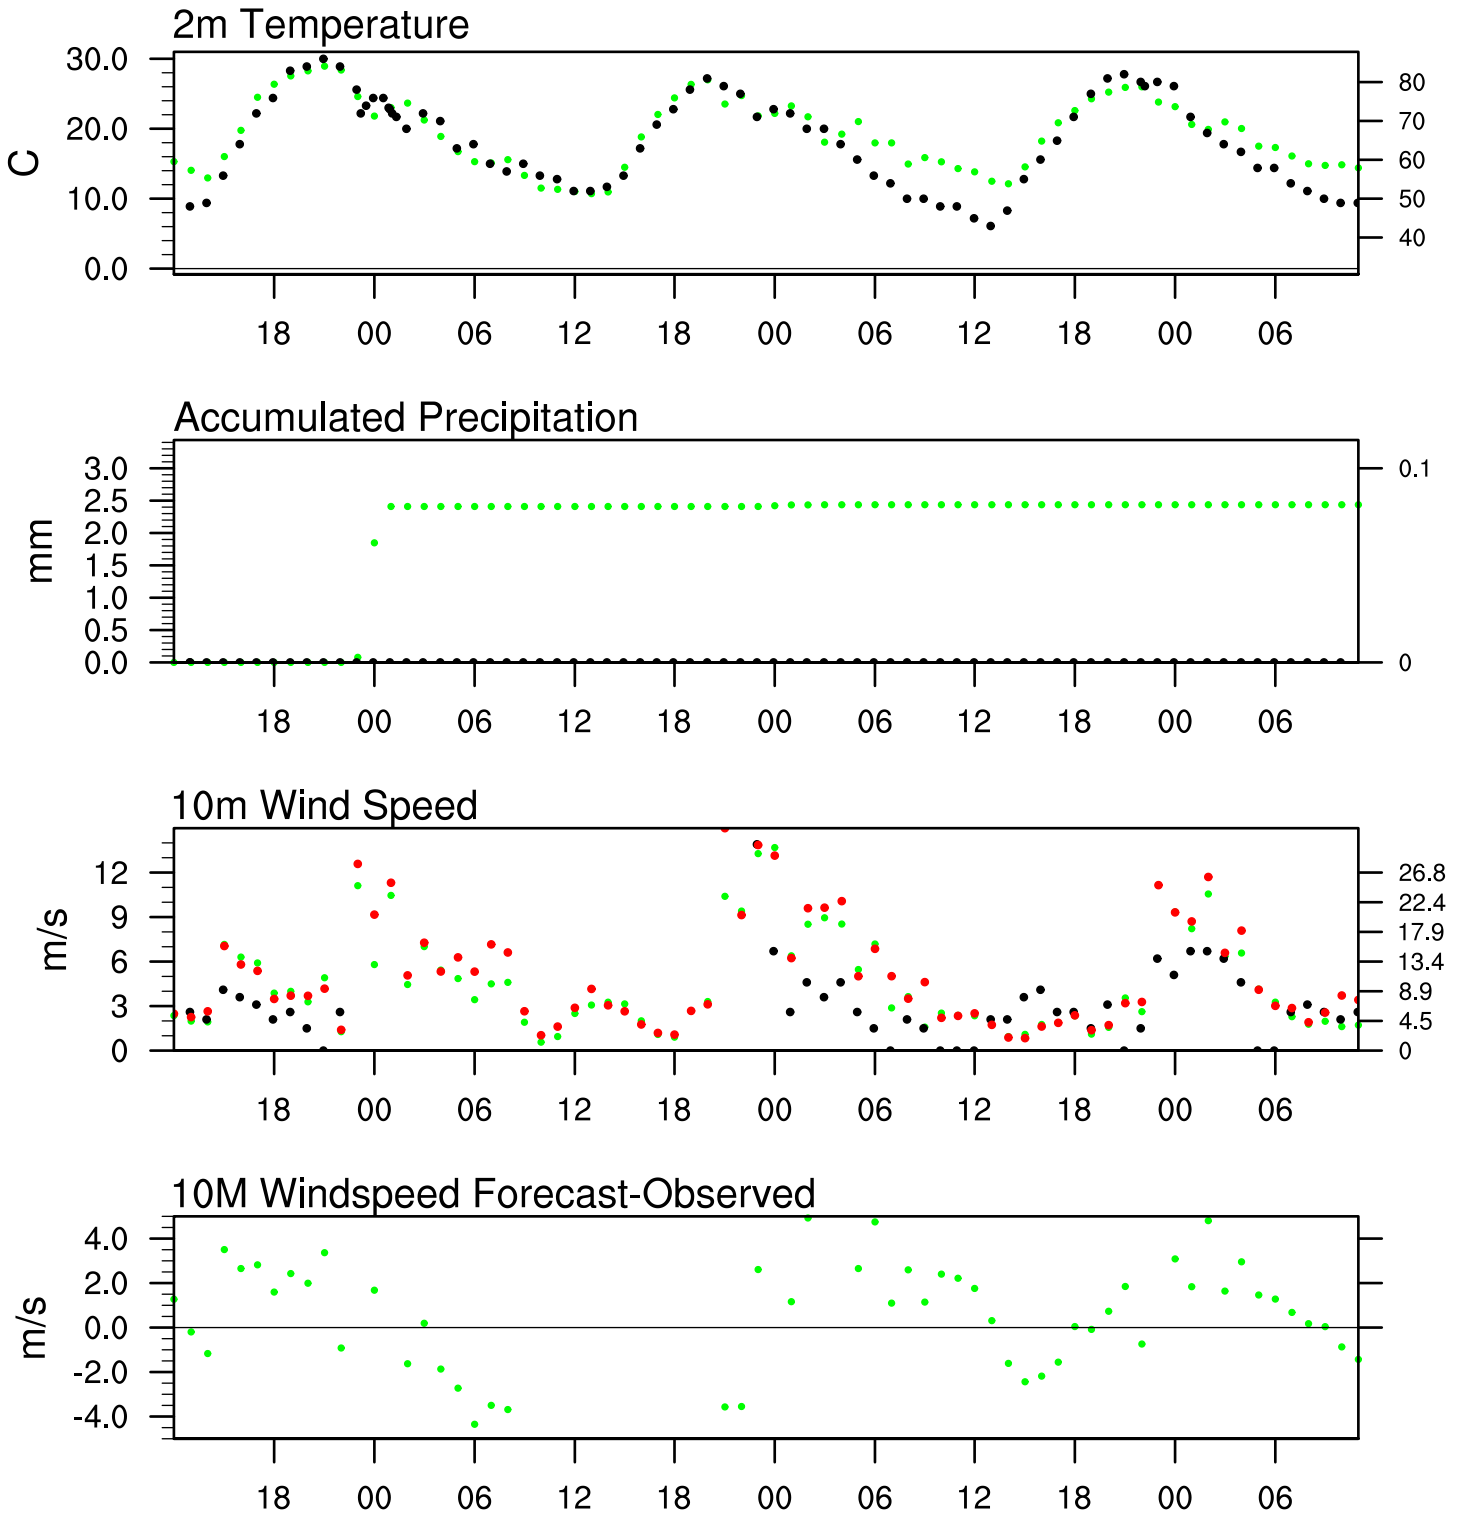 2m Temperature
30.0
80
20.0
70
C
60
10.0
50
40
0.0
18 00 06 12 18 00 06 12 18 00 06
Accumulated Precipitation
3.0
0.1
2.5
2.0
mm
1.5
1.0
0.5
0.0
0
18 00 06 12 18 00 06 12 18 00 06
10m Wind Speed
12
26.8
22.4
9
17.9
m/s
6
13.4
8.9
3
4.5
0
0
18 00 06 12 18 00 06 12 18 00 06
10M Windspeed Forecast-Observed
4.0
2.0
m/s
0.0
-2.0
-4.0
18 00 06 12 18 00 06 12 18 00 06